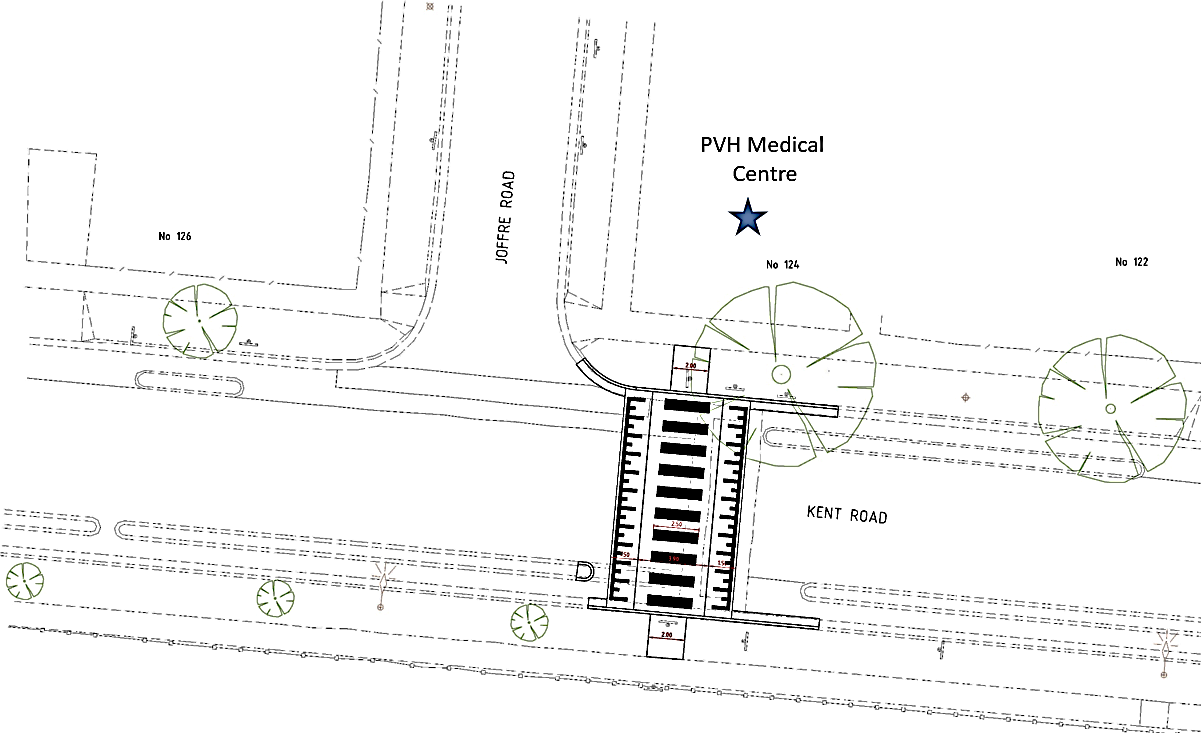 PVH Medical
Centre
JOFFRE ROAD
No 126
No 124
No 122
2.00
KENT ROAD
2.50
2.00